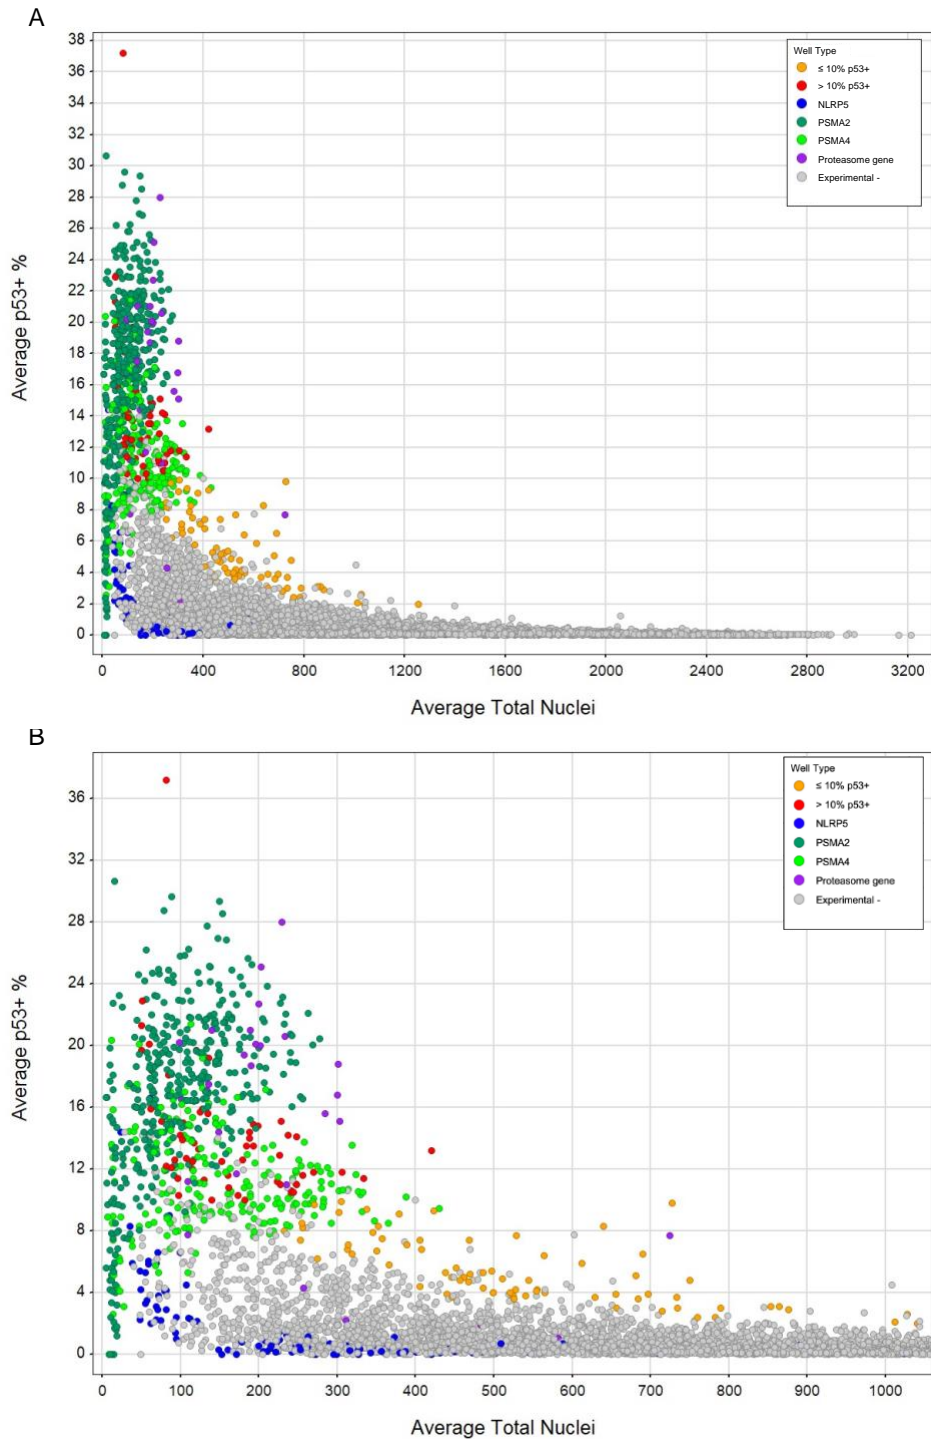 A
38
36
34
32
30
28
26
24
22
20
18
16
14
12
10
8
6
4
2
0
Average p53+ %
0 400 800 1200 1600 2000 2400 2800 3200
Average Total Nuclei
Well Type
≤ 10% p53+
> 10% p53+
NLRP5
PSMA2
PSMA4
Proteasome gene
Experimental -
B
36
32
28
24
20
16
12
8
4
0
Average p53+ %
0 100 200 300 400 500 600 700 800 900 1000
Average Total Nuclei
Well Type
≤ 10% p53+
> 10% p53+
NLRP5
PSMA2
PSMA4
Proteasome gene
Experimental -